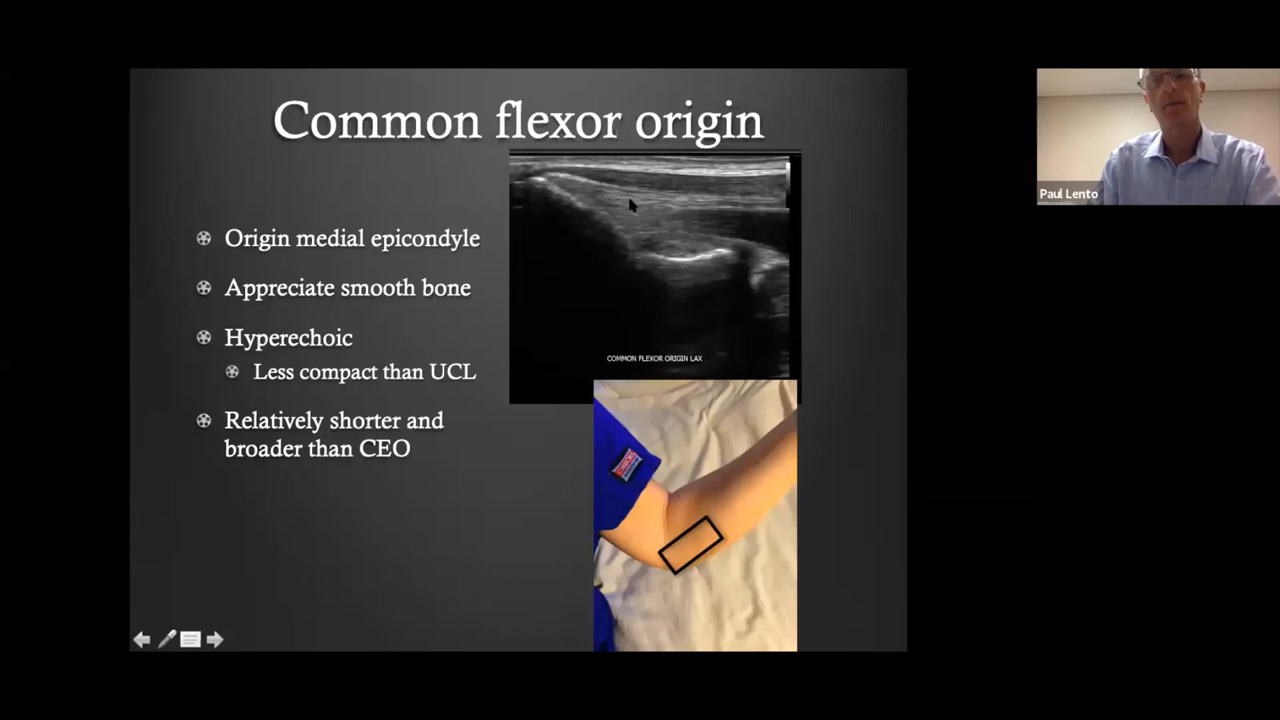 Common flexor origin
Origin medial epicondyle
Appreciate smooth bone
Hyperechoic
Less compact than UCL
Relatively shorter and
broader than CEO
COMMON FLEXOR ORIGIN LAX
Paul Lento